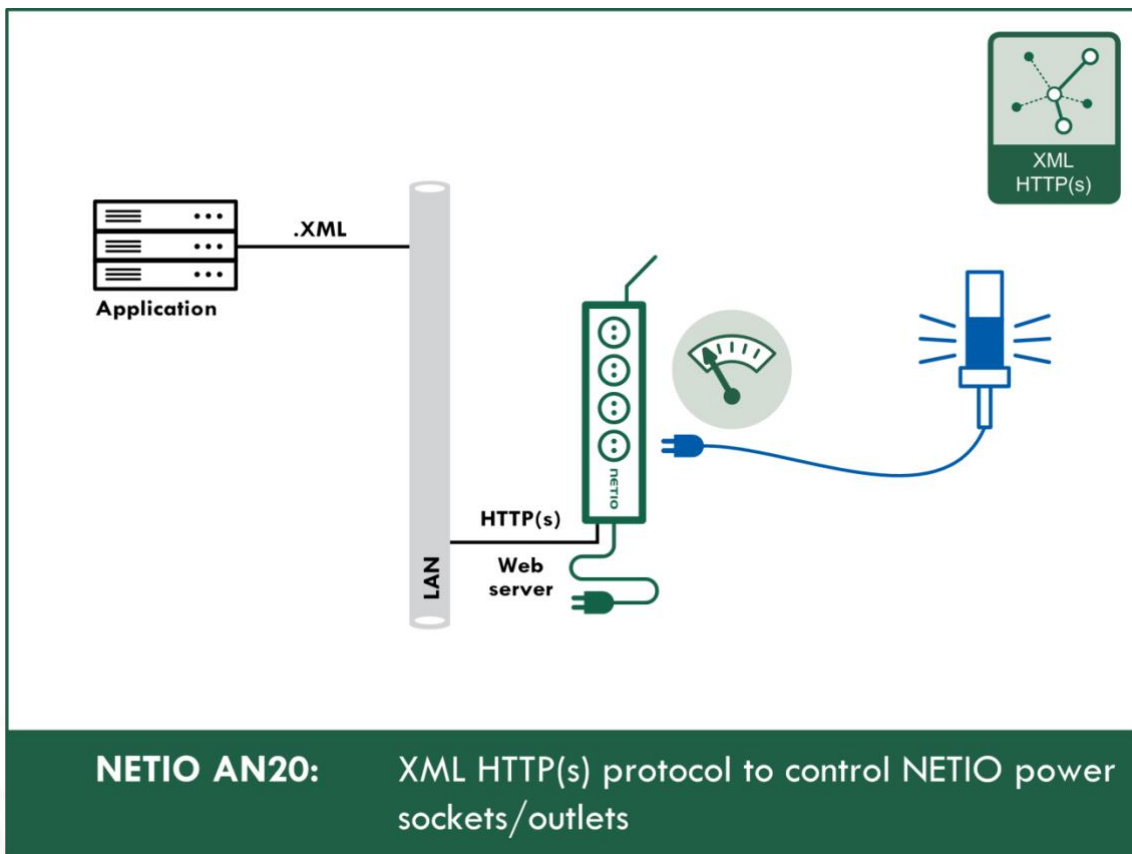 XML
HTTP(s)
.XML
Application
NETIO
HTTP(s)
Web
server
LAN
NETIO AN20: XML HTTP(s) protocol to control NETIO power
sockets/outlets